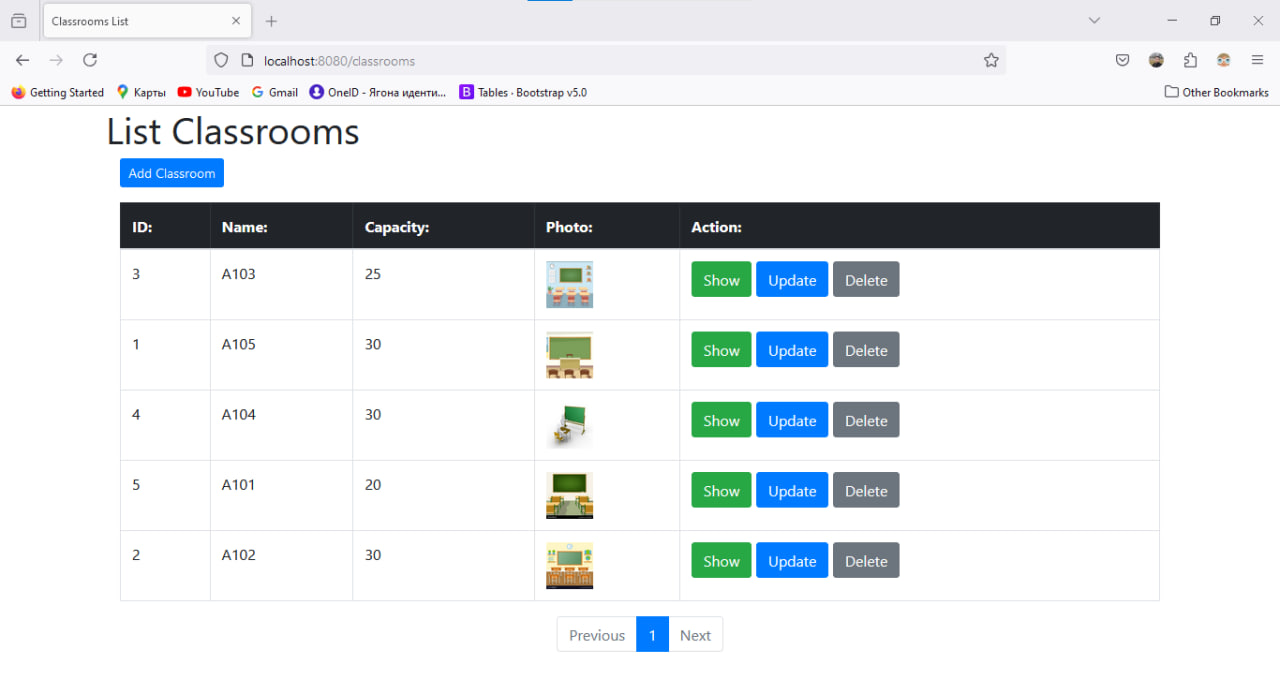 Classrooms List
localhost:8080/classrooms
Getting Started Карты YouTube Gmail OneID - Ягона иденти... Tables · Bootstrap v5.0 Other Bookmarks
List Classrooms
Add Classroom
ID: Name: Capacity: Photo: Action:
3 A103 25 Show Update Delete
1 A105 30 Show Update Delete
4 A104 30 Show Update Delete
5 A101 20 Show Update Delete
2 A102 30 Show Update Delete
Previous 1 Next